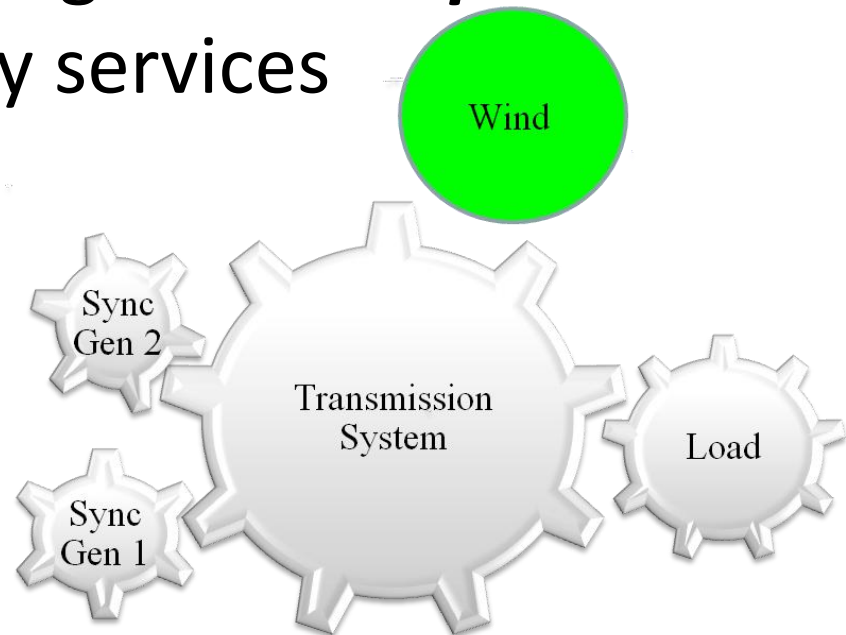 y services
Wind
Sync
Gen 2
Transmission
System
Load
Sync
Gen 1